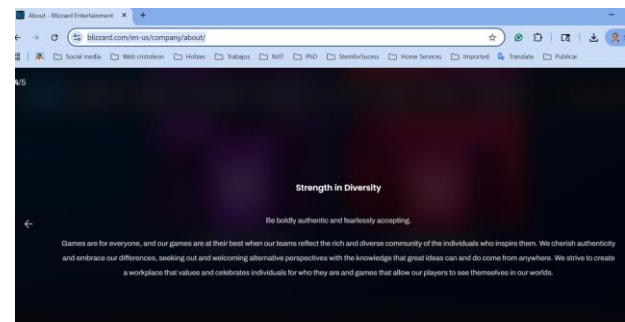 About - Blizzard Entertainment
blizzard.com/en-us/company/about/
Social media Web cristoleon Hobies Trabajos NJIT PhD StemforSucess Home Services Imported Translate Publicar
/5
Strength in Diversity
Be boldly authentic and fearlessly accepting.
Games are for everyone, and our games are at their best when our teams reflect the rich and diverse community of the individuals who inspire them. We cherish authenticity
and embrace our differences, seeking out and welcoming alternative perspectives with the knowledge that great ideas can and do come from anywhere. We strive to create
a workplace that values and celebrates individuals for who they are and games that allow our players to see themselves in our worlds.